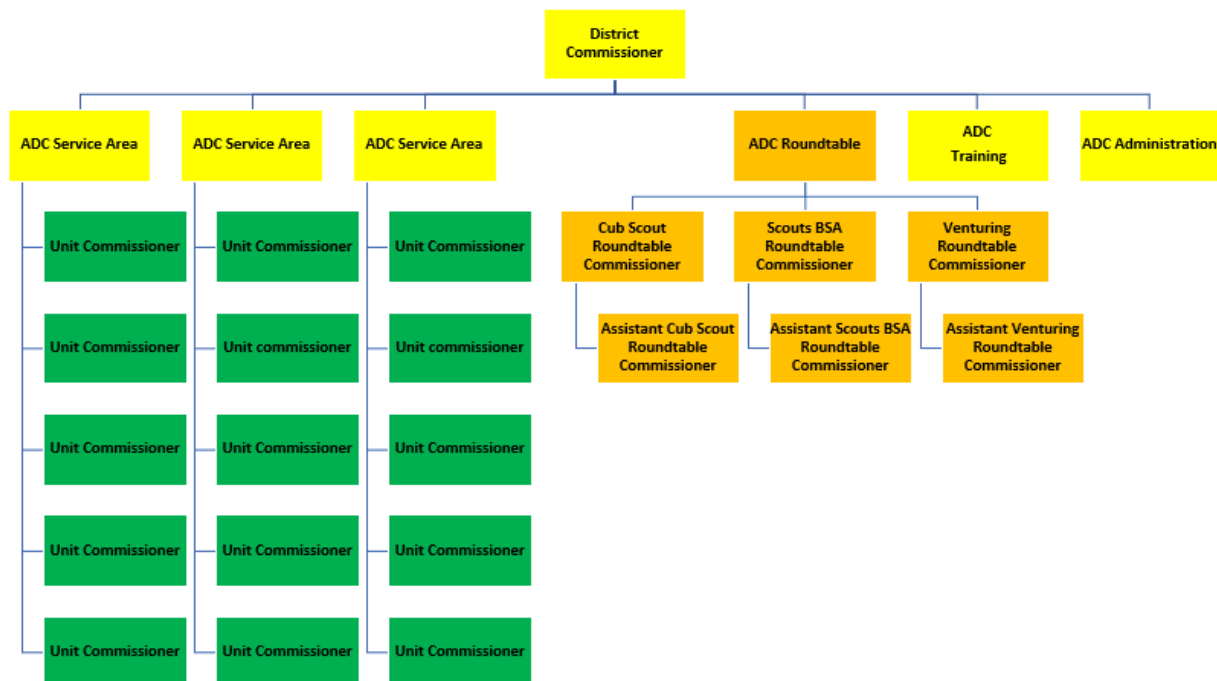 District
Commissioner
ADC Service Area
ADC Service Area
ADC Service Area
ADC Roundtable
ADC
Training
ADC Administration
Unit Commissioner
Unit Commissioner
Unit Commissioner
Cub Scout
Roundtable
Commissioner
Scouts BSA
Roundtable
Commissioner
Venturing
Roundtable
Commissioner
Unit Commissioner
Unit commissioner
Unit commissioner
Assistant Cub Scout
Roundtable
Commissioner
Assistant Scouts BSA
Roundtable
Commissioner
Assistant Venturing
Roundtable
Commissioner
Unit Commissioner
Unit Commissioner
Unit Commissioner
Unit Commissioner
Unit Commissioner
Unit Commissioner
Unit Commissioner
Unit Commissioner
Unit Commissioner